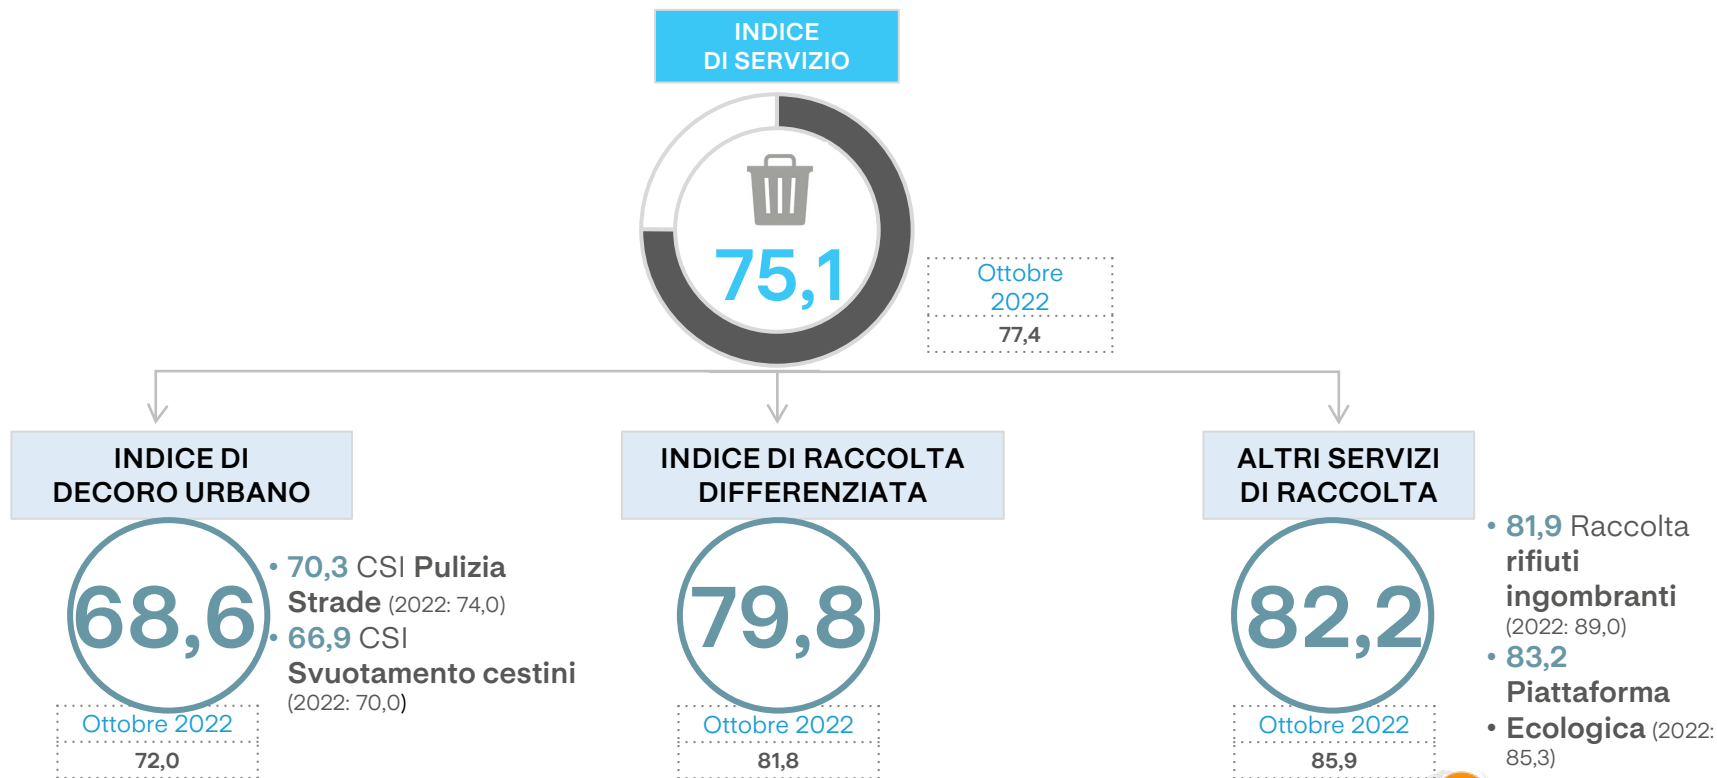 INDICE
DI SERVIZIO
75,1
Ottobre
2022
77,4
INDICE DI
DECORO URBANO
68,6
• 70,3 CSI Pulizia
Strade (2022: 74,0)
• 66,9 CSI
Svuotamento cestini
(2022: 70,0)
Ottobre 2022
72,0
INDICE DI RACCOLTA
DIFFERENZIATA
79,8
Ottobre 2022
81,8
ALTRI SERVIZI
DI RACCOLTA
82,2
• 81,9 Raccolta
rifiuti
ingombranti
(2022: 89,0)
• 83,2
Piattaforma
• Ecologica (2022:
85,3)
Ottobre 2022
85,9